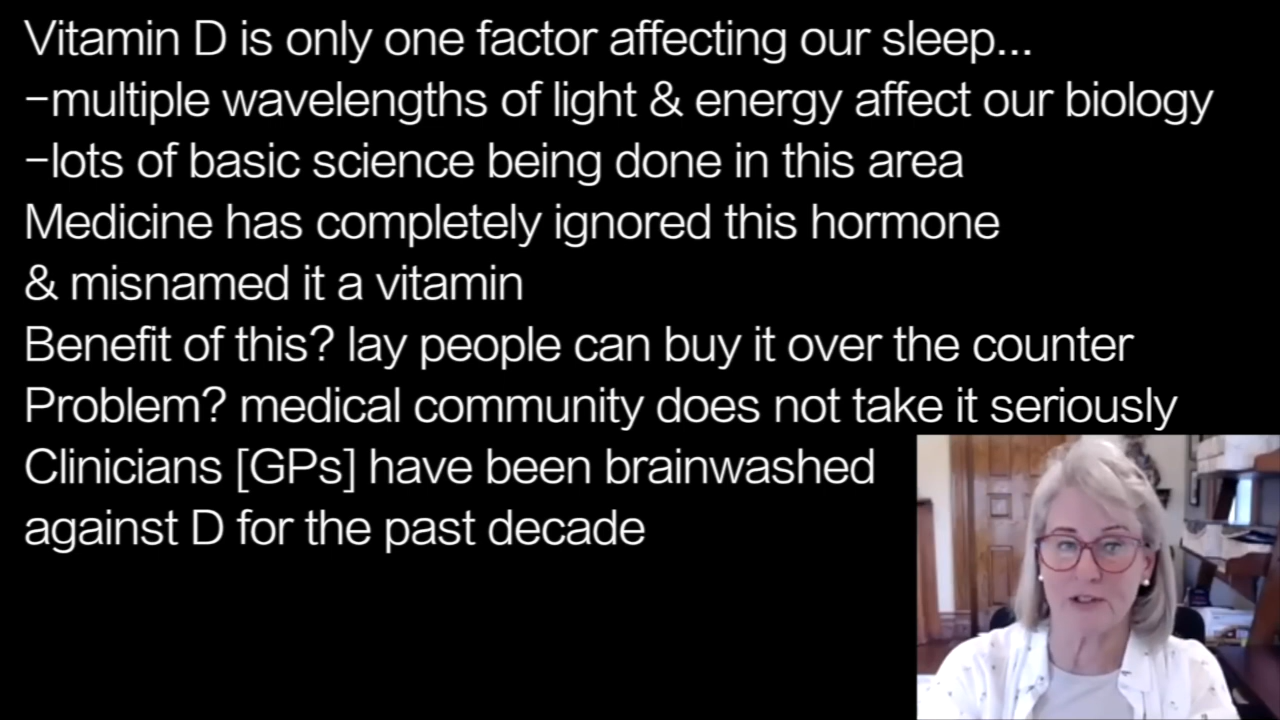 Vitamin D is only one factor affecting our sleep...
–multiple wavelengths of light & energy affect our biology
–lots of basic science being done in this area
Medicine has completely ignored this hormone
& misnamed it a vitamin
Benefit of this? lay people can buy it over the counter
Problem? medical community does not take it seriously
Clinicians [GPs] have been brainwashed
against D for the past decade